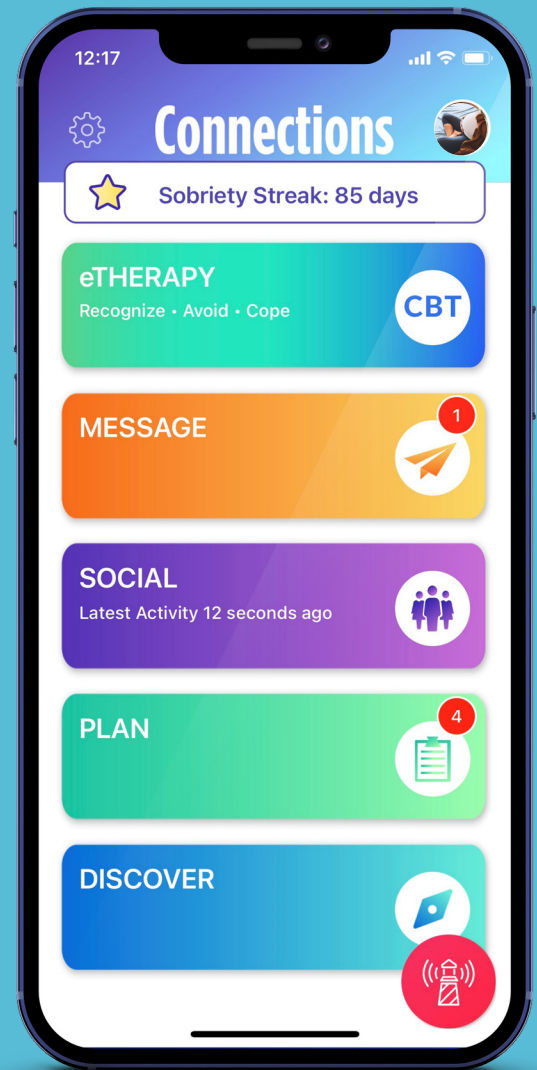 12:17
Connections
Sobriety Streak: 85 days
eTHERAPY
Recognize • Avoid • Cope
CBT
MESSAGE
1
SOCIAL
Latest Activity 12 seconds ago
PLAN
4
DISCOVER